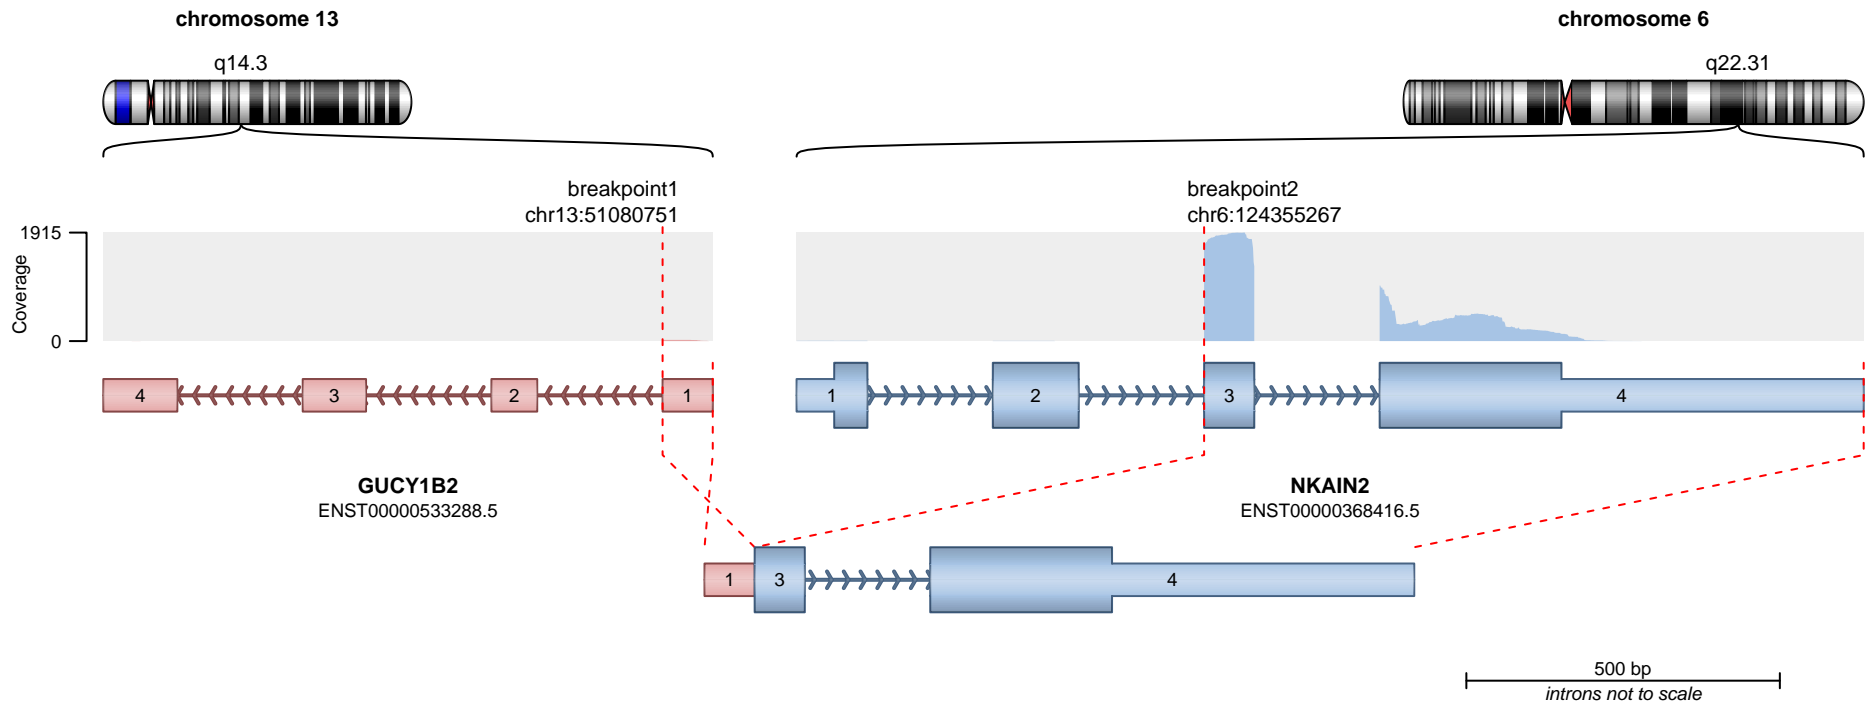 chromosome 13
chromosome 6
q14.3
q22.31
breakpoint1
chr13:51080751
breakpoint2
chr6:124355267
1915
Coverage
0
4
3
2
1
1
2
3
4
GUCY1B2
ENST00000533288.5
NKAIN2
ENST00000368416.5
1
3
4
500 bp
introns not to scale